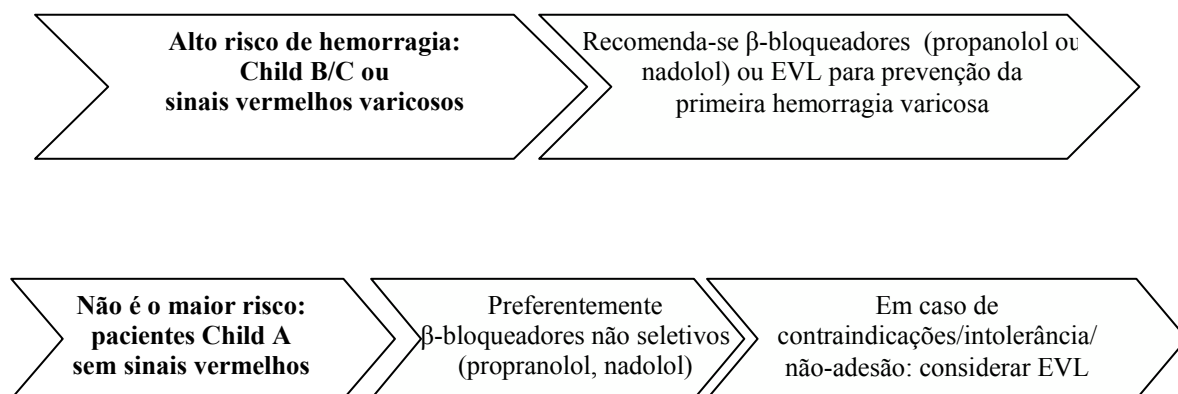 Alto risco de hemorragia:
Child B/C ou
sinais vermelhos varicosos
Recomenda-se β-bloqueadores (propanolol ou
nadolol) ou EVL para prevenção da
primeira hemorragia varicosa
Não é o maior risco:
pacientes Child A
sem sinais vermelhos
Preferentemente
β-bloqueadores não seletivos
(propranolol, nadolol)
Em caso de
contraindicações/intolerância/
não-adesão: considerar EVL